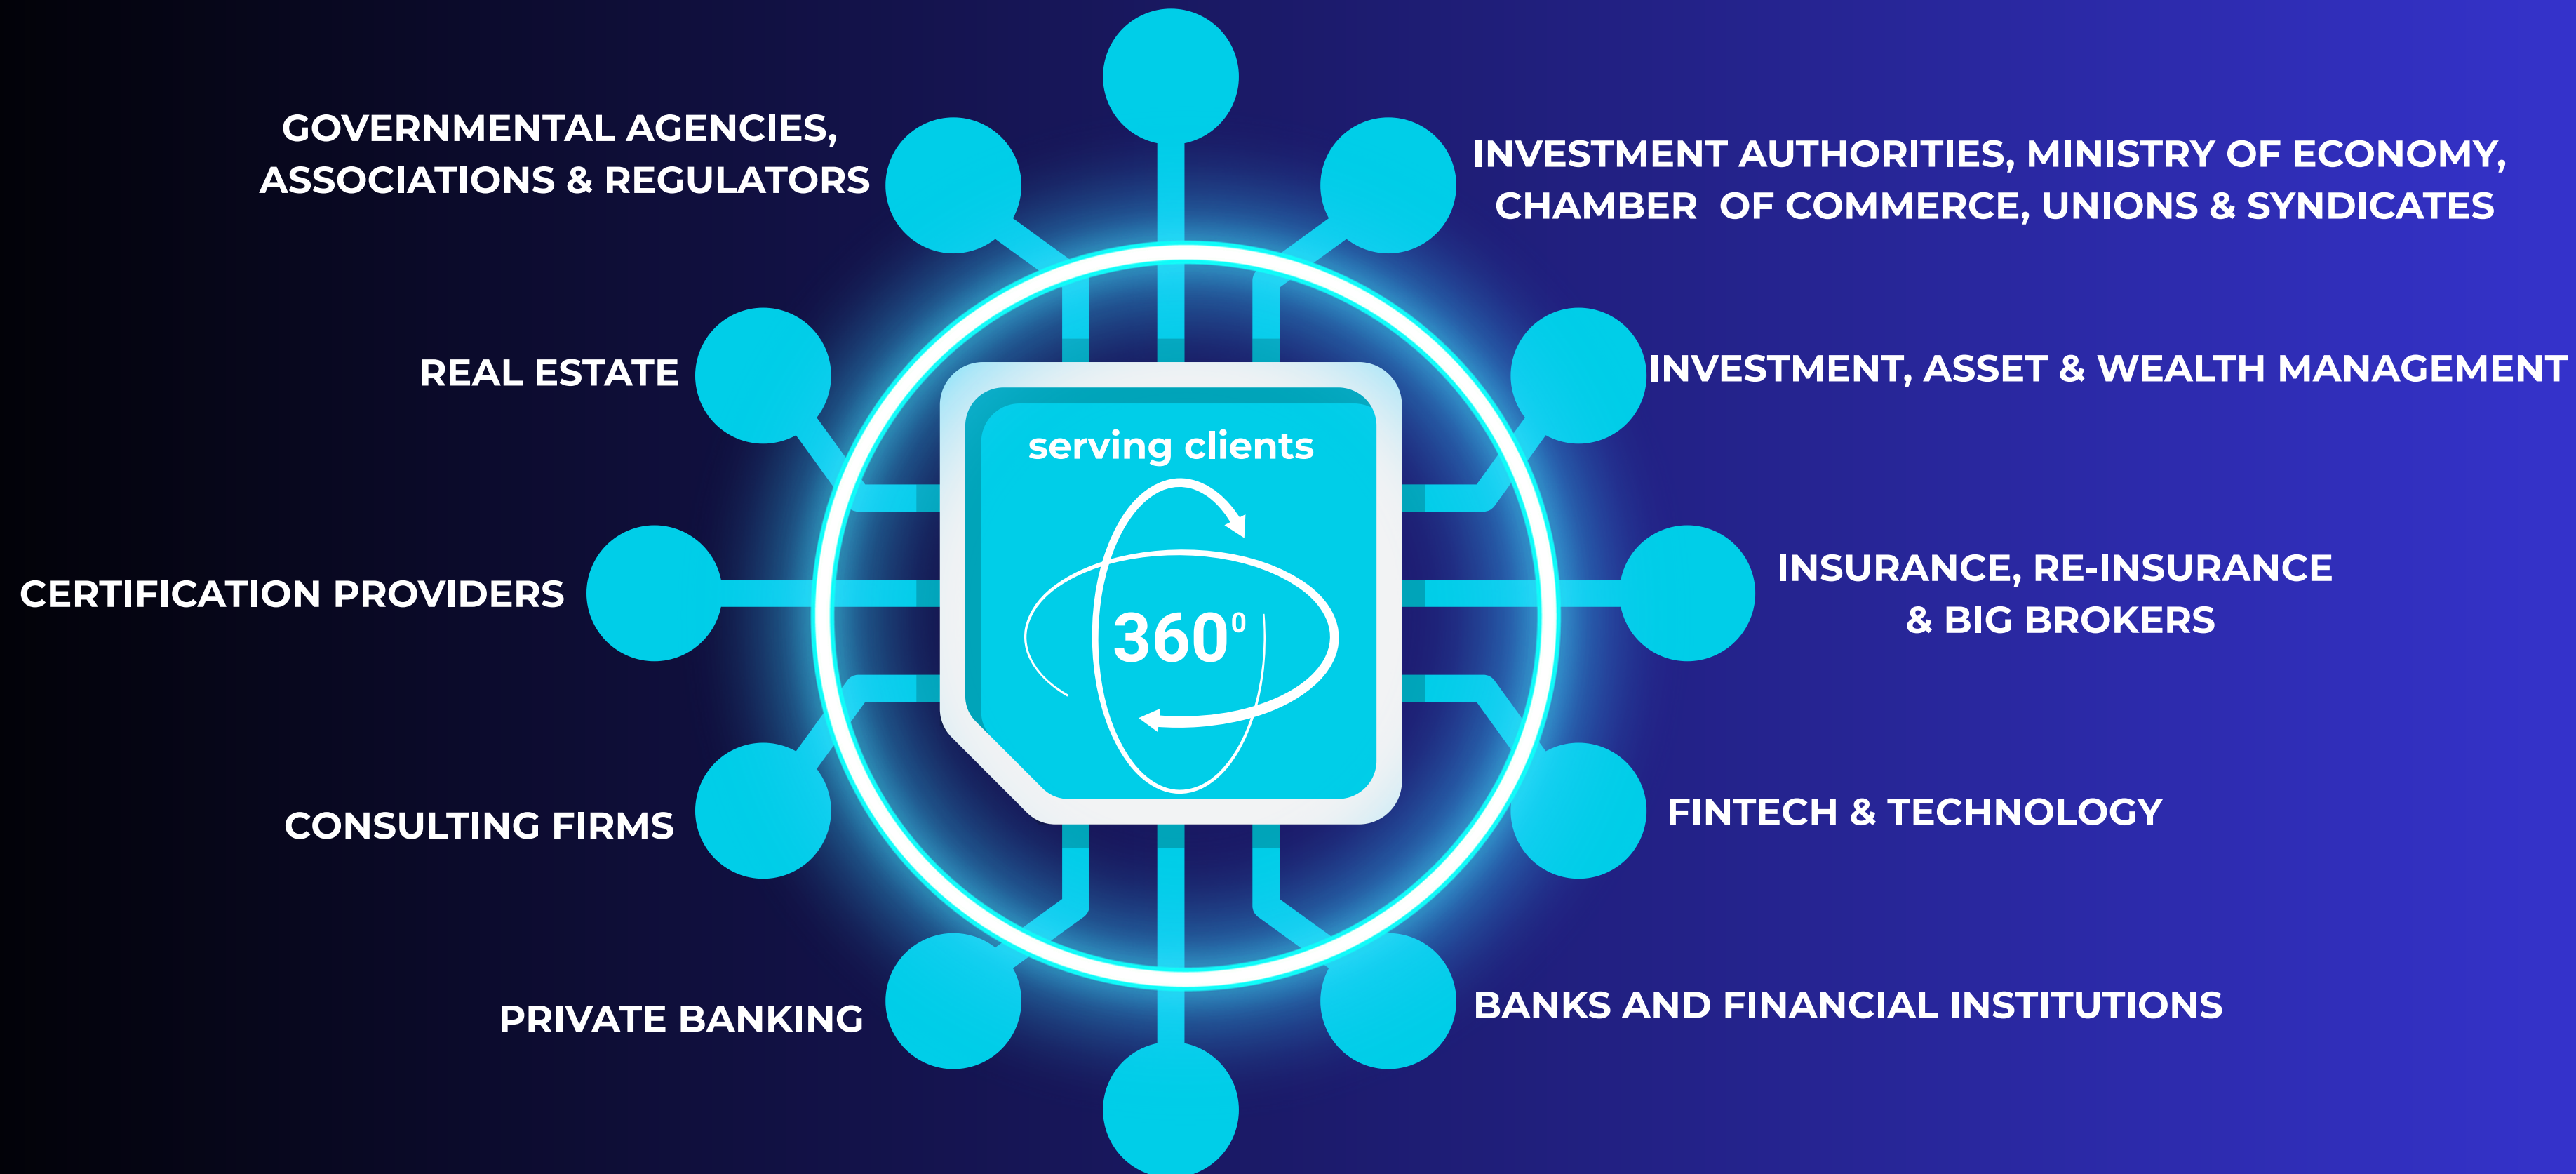 GOVERNMENTAL AGENCIES,
ASSOCIATIONS & REGULATORS
REAL ESTATE
CERTIFICATION PROVIDERS
CONSULTING FIRMS
PRIVATE BANKING
serving clients
360⁰
INVESTMENT AUTHORITIES, MINISTRY OF ECONOMY,
CHAMBER OF COMMERCE, UNIONS & SYNDICATES
INVESTMENT, ASSET & WEALTH MANAGEMENT
INSURANCE, RE-INSURANCE
& BIG BROKERS
FINTECH & TECHNOLOGY
BANKS AND FINANCIAL INSTITUTIONS